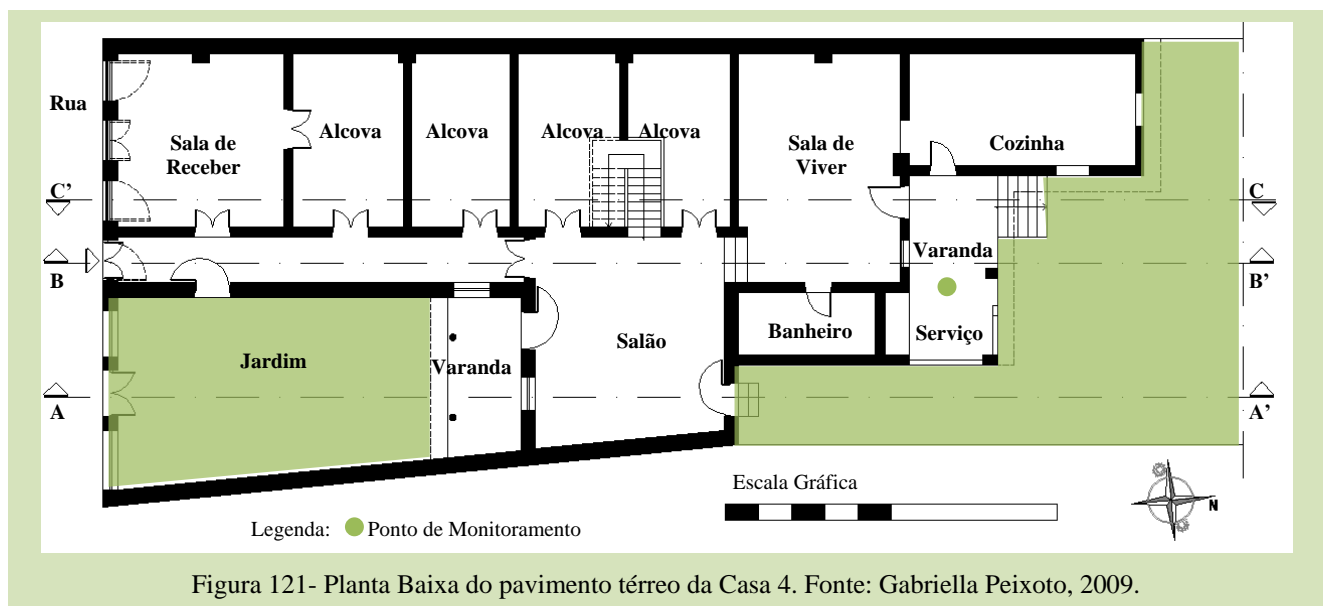 Rua
Sala de
Receber
Alcova
Alcova
Alcova
Alcova
Sala de
Viver
Cozinha
C'
C
B
B'
Varanda
Jardim
Varanda
Salão
Banheiro
Serviço
A
A'
Escala Gráfica
N
Legenda: Ponto de Monitoramento
Figura 121- Planta Baixa do pavimento térreo da Casa 4. Fonte: Gabriella Peixoto, 2009.